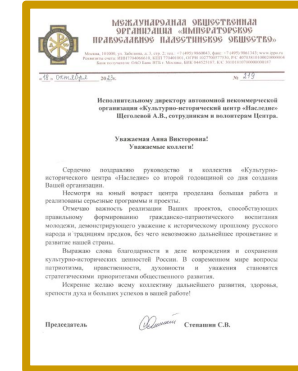 МЕЖДУНАРОДНАЯ ОБЩЕСТВЕННАЯ
ОРГАНИЗАЦИЯ «ИМПЕРАТОРСКОЕ
ПРАВОСЛАВНОЕ ПАЛЕСТИНСКОЕ ОБЩЕСТВО»
«18» октября 2023г. № 219
Исполнительному директору автономной некоммерческой
организации «Культурно-исторический центр «Наследие»
Щеголевой А.В., сотрудникам и волонтерам Центра.
Уважаемая Анна Викторовна!
Уважаемые коллеги!
Сердечно поздравляю руководство и коллектив «Культурно-
исторического центра «Наследие» со второй годовщиной со дня создания
Вашей организации.
Несмотря на юный возраст центра проделана большая работа и
реализованы серьезные программы и проекты.
Отмечаю важность реализации Ваших проектов, способствующих
правильному формированию гражданско-патриотического воспитания
молодежи, демонстрирующего уважение к историческому прошлому русского
народа и традициям предков, без чего невозможно дальнейшее процветание и
развитие нашей страны.
Выражаю слова благодарности в деле возрождения и сохранения
культурно-исторических ценностей России. В современном мире вопросы
патриотизма, нравственности, духовности и уважения становятся
стратегическими приоритетами общественного развития.
Искренне желаю всему коллективу дальнейшего развития, здоровья,
крепости духа и больших успехов в вашей работе!
Председатель Степашин С.В.